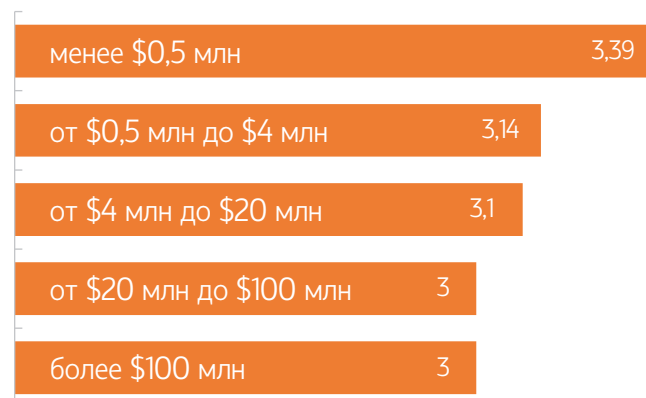 менее $0,5 млн 3,39
от $0,5 млн до $4 млн 3,14
от $4 млн до $20 млн 3,1
от $20 млн до $100 млн 3
более $100 млн 3